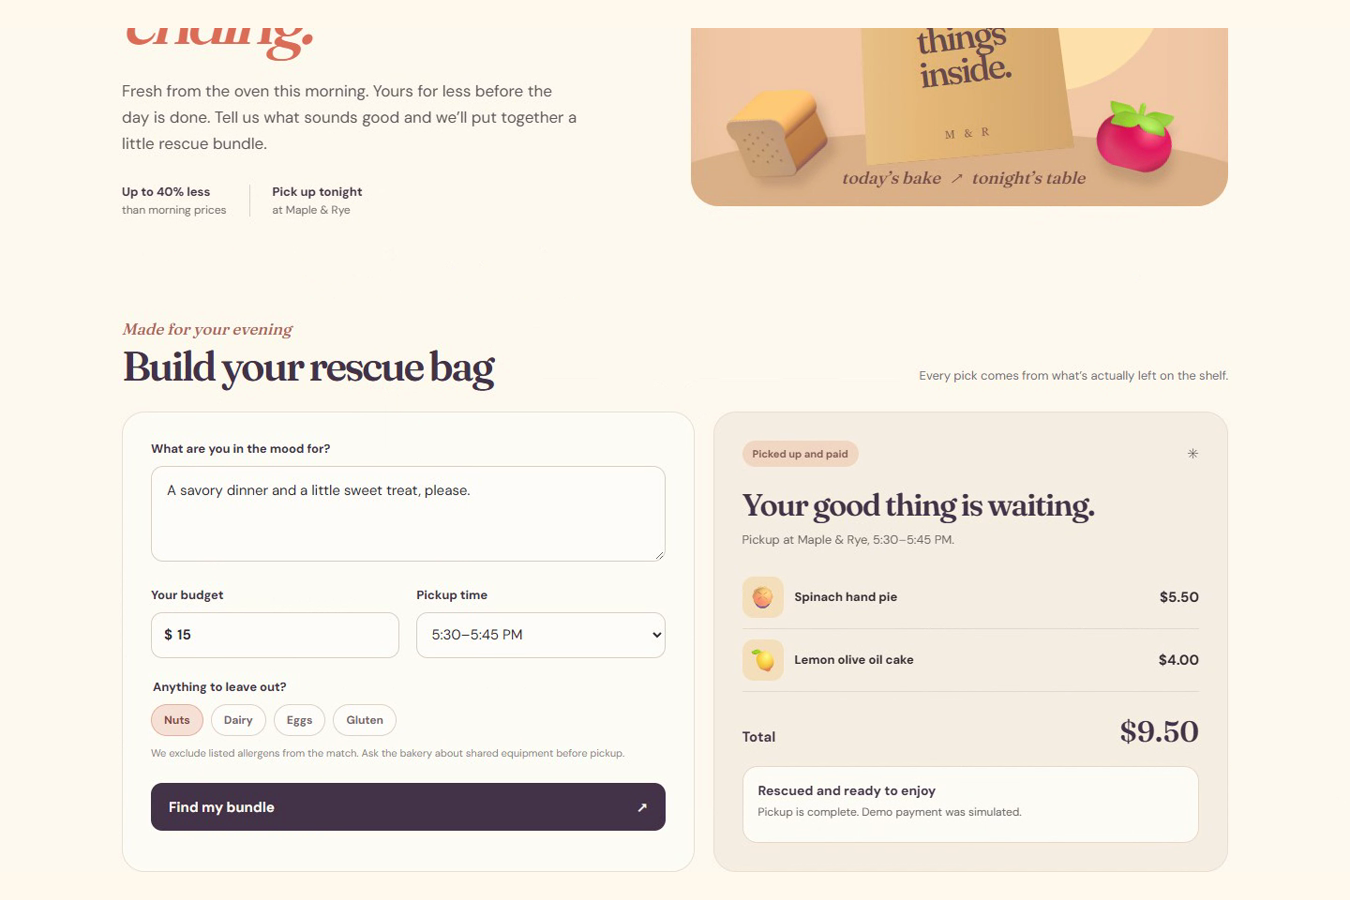 ending.
Fresh from the oven this morning. Yours for less before the
day is done. Tell us what sounds good and we’ll put together a
little rescue bundle.
Up to 40% less
than morning prices
Pick up tonight
at Maple & Rye
things
inside.
M & R
today’s bake ↗ tonight’s table
Made for your evening
Build your rescue bag
Every pick comes from what’s actually left on the shelf.
What are you in the mood for?
A savory dinner and a little sweet treat, please.
Your budget
$ 15
Pickup time
5:30–5:45 PM
Anything to leave out?
Nuts
Dairy
Eggs
Gluten
We exclude listed allergens from the match. Ask the bakery about shared equipment before pickup.
Find my bundle ↗
Picked up and paid
Your good thing is waiting.
Pickup at Maple & Rye, 5:30–5:45 PM.
Spinach hand pie $5.50
Lemon olive oil cake $4.00
Total $9.50
Rescued and ready to enjoy
Pickup is complete. Demo payment was simulated.